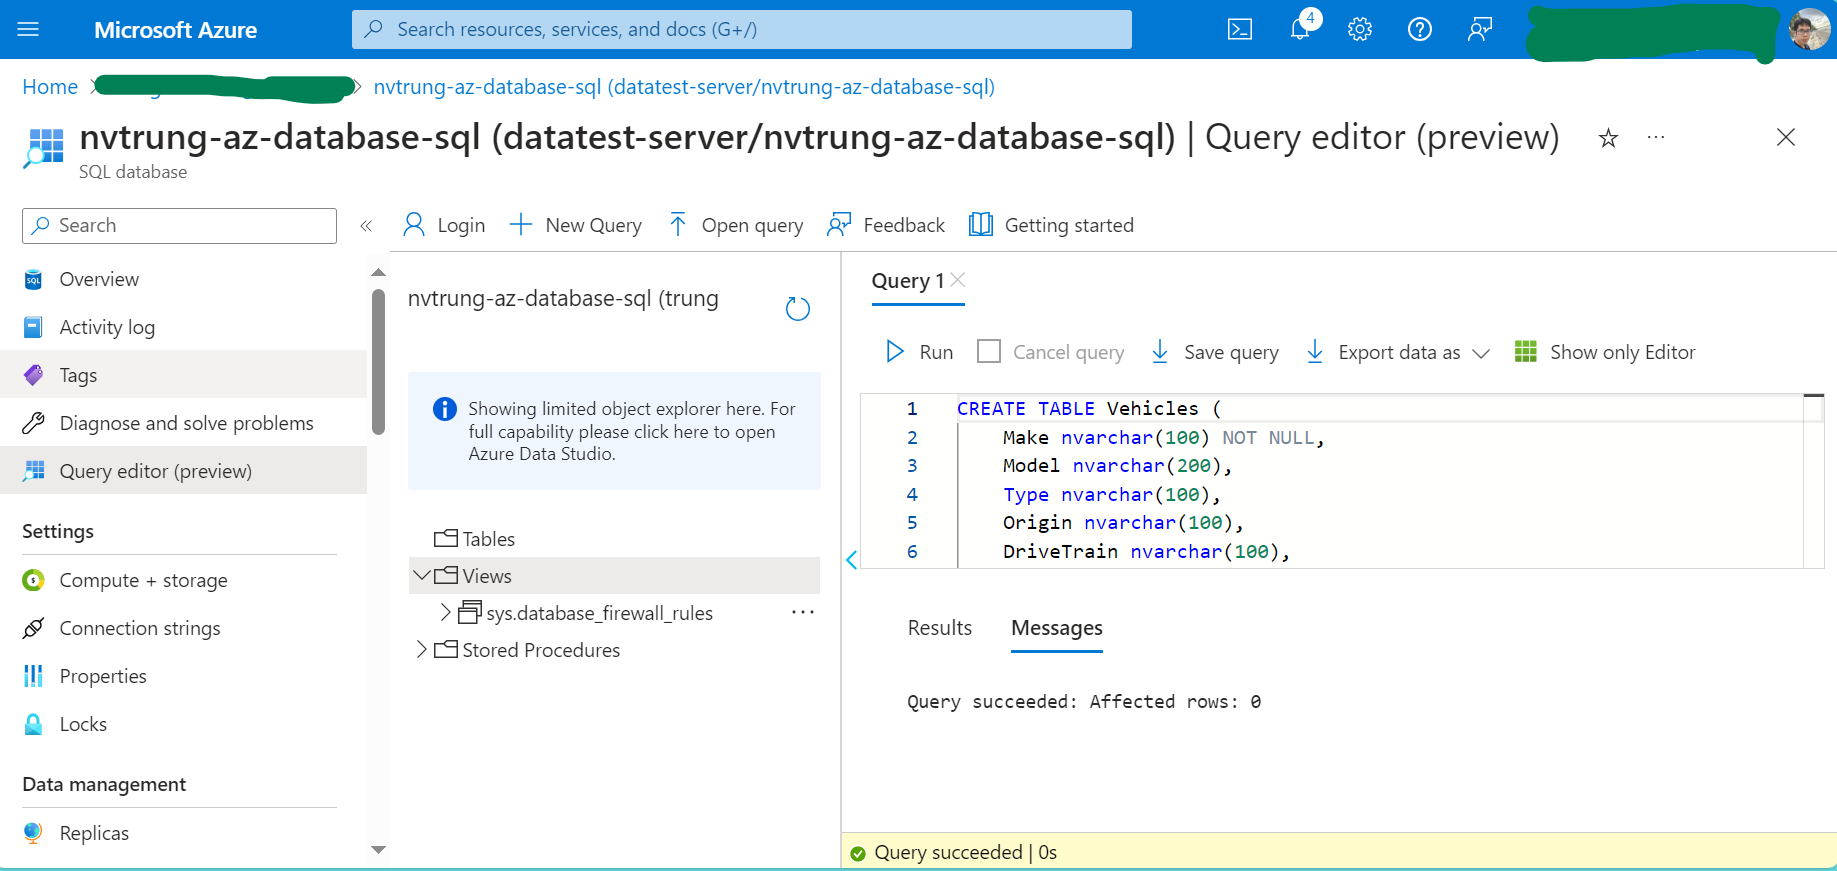 Microsoft Azure
Search resources, services, and docs (G+/)
4
Home
nvtrung-az-database-sql (datatest-server/nvtrung-az-database-sql)
nvtrung-az-database-sql (datatest-server/nvtrung-az-database-sql) | Query editor (preview)
SQL database
Search
Login
New Query
Open query
Feedback
Getting started
SQL
Overview
Activity log
Tags
Diagnose and solve problems
Query editor (preview)
Settings
Compute + storage
Connection strings
Properties
Locks
Data management
Replicas
nvtrung-az-database-sql (trung
Showing limited object explorer here. For
full capability please click here to open
Azure Data Studio.
Tables
Views
sys.database_firewall_rules
Stored Procedures
Query 1
Run
Cancel query
Save query
Export data as
Show only Editor
1 CREATE TABLE Vehicles (
2 Make nvarchar(100) NOT NULL,
3 Model nvarchar(200),
4 Type nvarchar(100),
5 Origin nvarchar(100),
6 DriveTrain nvarchar(100),
Results
Messages
Query succeeded: Affected rows: 0
Query succeeded | 0s